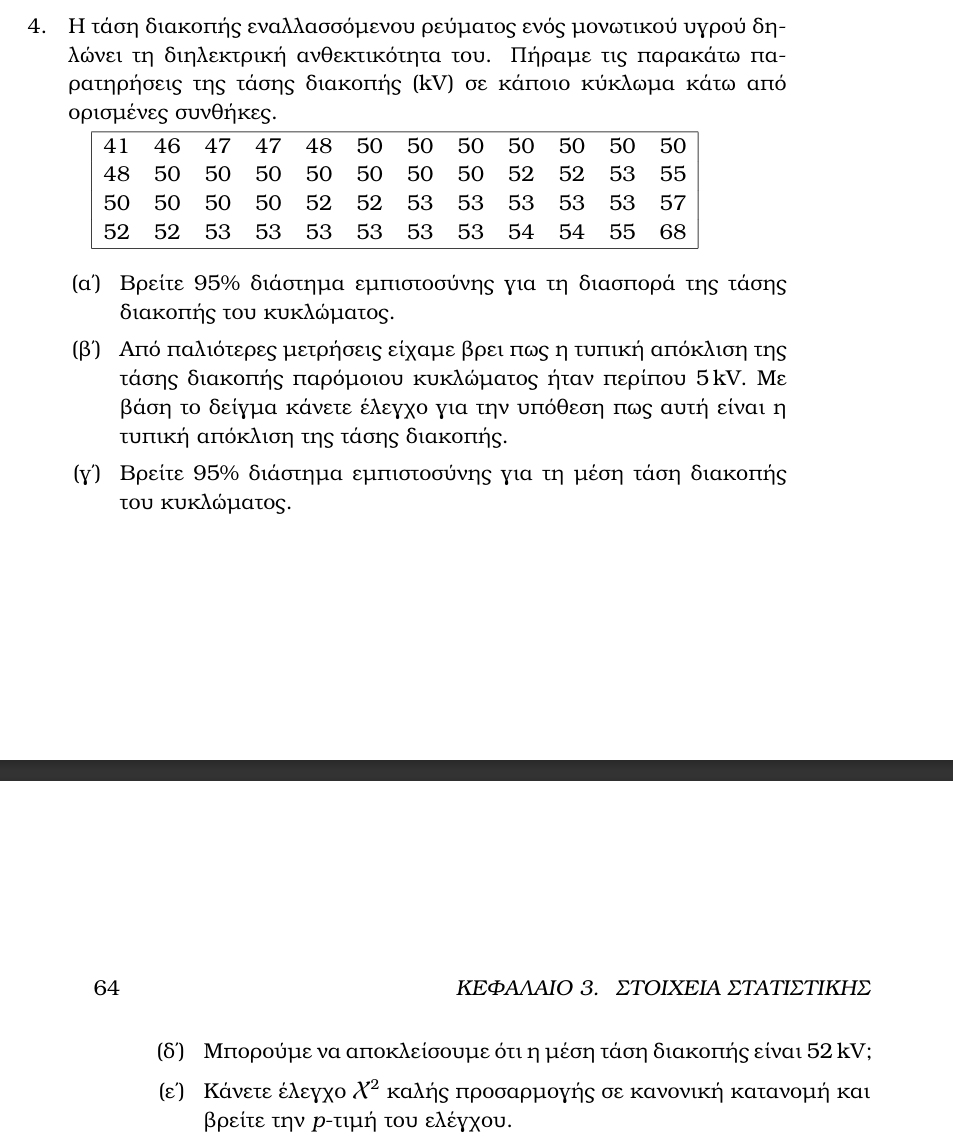 4. Η τάση διακοπής εναλλασσόμενου ρεύματος ενός μονωτικού υγρού δη-
λώνει τη διηλεκτρική ανθεκτικότητα του. Πήραμε τις παρακάτω πα-
ρατηρήσεις της τάσης διακοπής (kV) σε κάποιο κύκλωμα κάτω από
ορισμένες συνθήκες.
41 46 47 47 48 50 50 50 50 50 50 50
48 50 50 50 50 50 50 50 52 52 53 55
50 50 50 50 52 52 53 53 53 53 53 57
52 52 53 53 53 53 53 53 54 54 55 68
(α΄) Βρείτε 95% διάστημα εμπιστοσύνης για τη διασπορά της τάσης
διακοπής του κυκλώματος.
(β΄) Από παλιότερες μετρήσεις είχαμε βρει πως η τυπική απόκλιση της
τάσης διακοπής παρόμοιου κυκλώματος ήταν περίπου 5 kV. Με
βάση το δείγμα κάνετε έλεγχο για την υπόθεση πως αυτή είναι η
τυπική απόκλιση της τάσης διακοπής.
(γ΄) Βρείτε 95% διάστημα εμπιστοσύνης για τη μέση τάση διακοπής
του κυκλώματος.
64 ΚΕΦΑΛΑΙΟ 3. ΣΤΟΙΧΕΙΑ ΣΤΑΤΙΣΤΙΚΗΣ
(δ΄) Μπορούμε να αποκλείσουμε ότι η μέση τάση διακοπής είναι 52 kV;
(ε΄) Κάνετε έλεγχο X² καλής προσαρμογής σε κανονική κατανομή και
βρείτε την p-τιμή του ελέγχου.